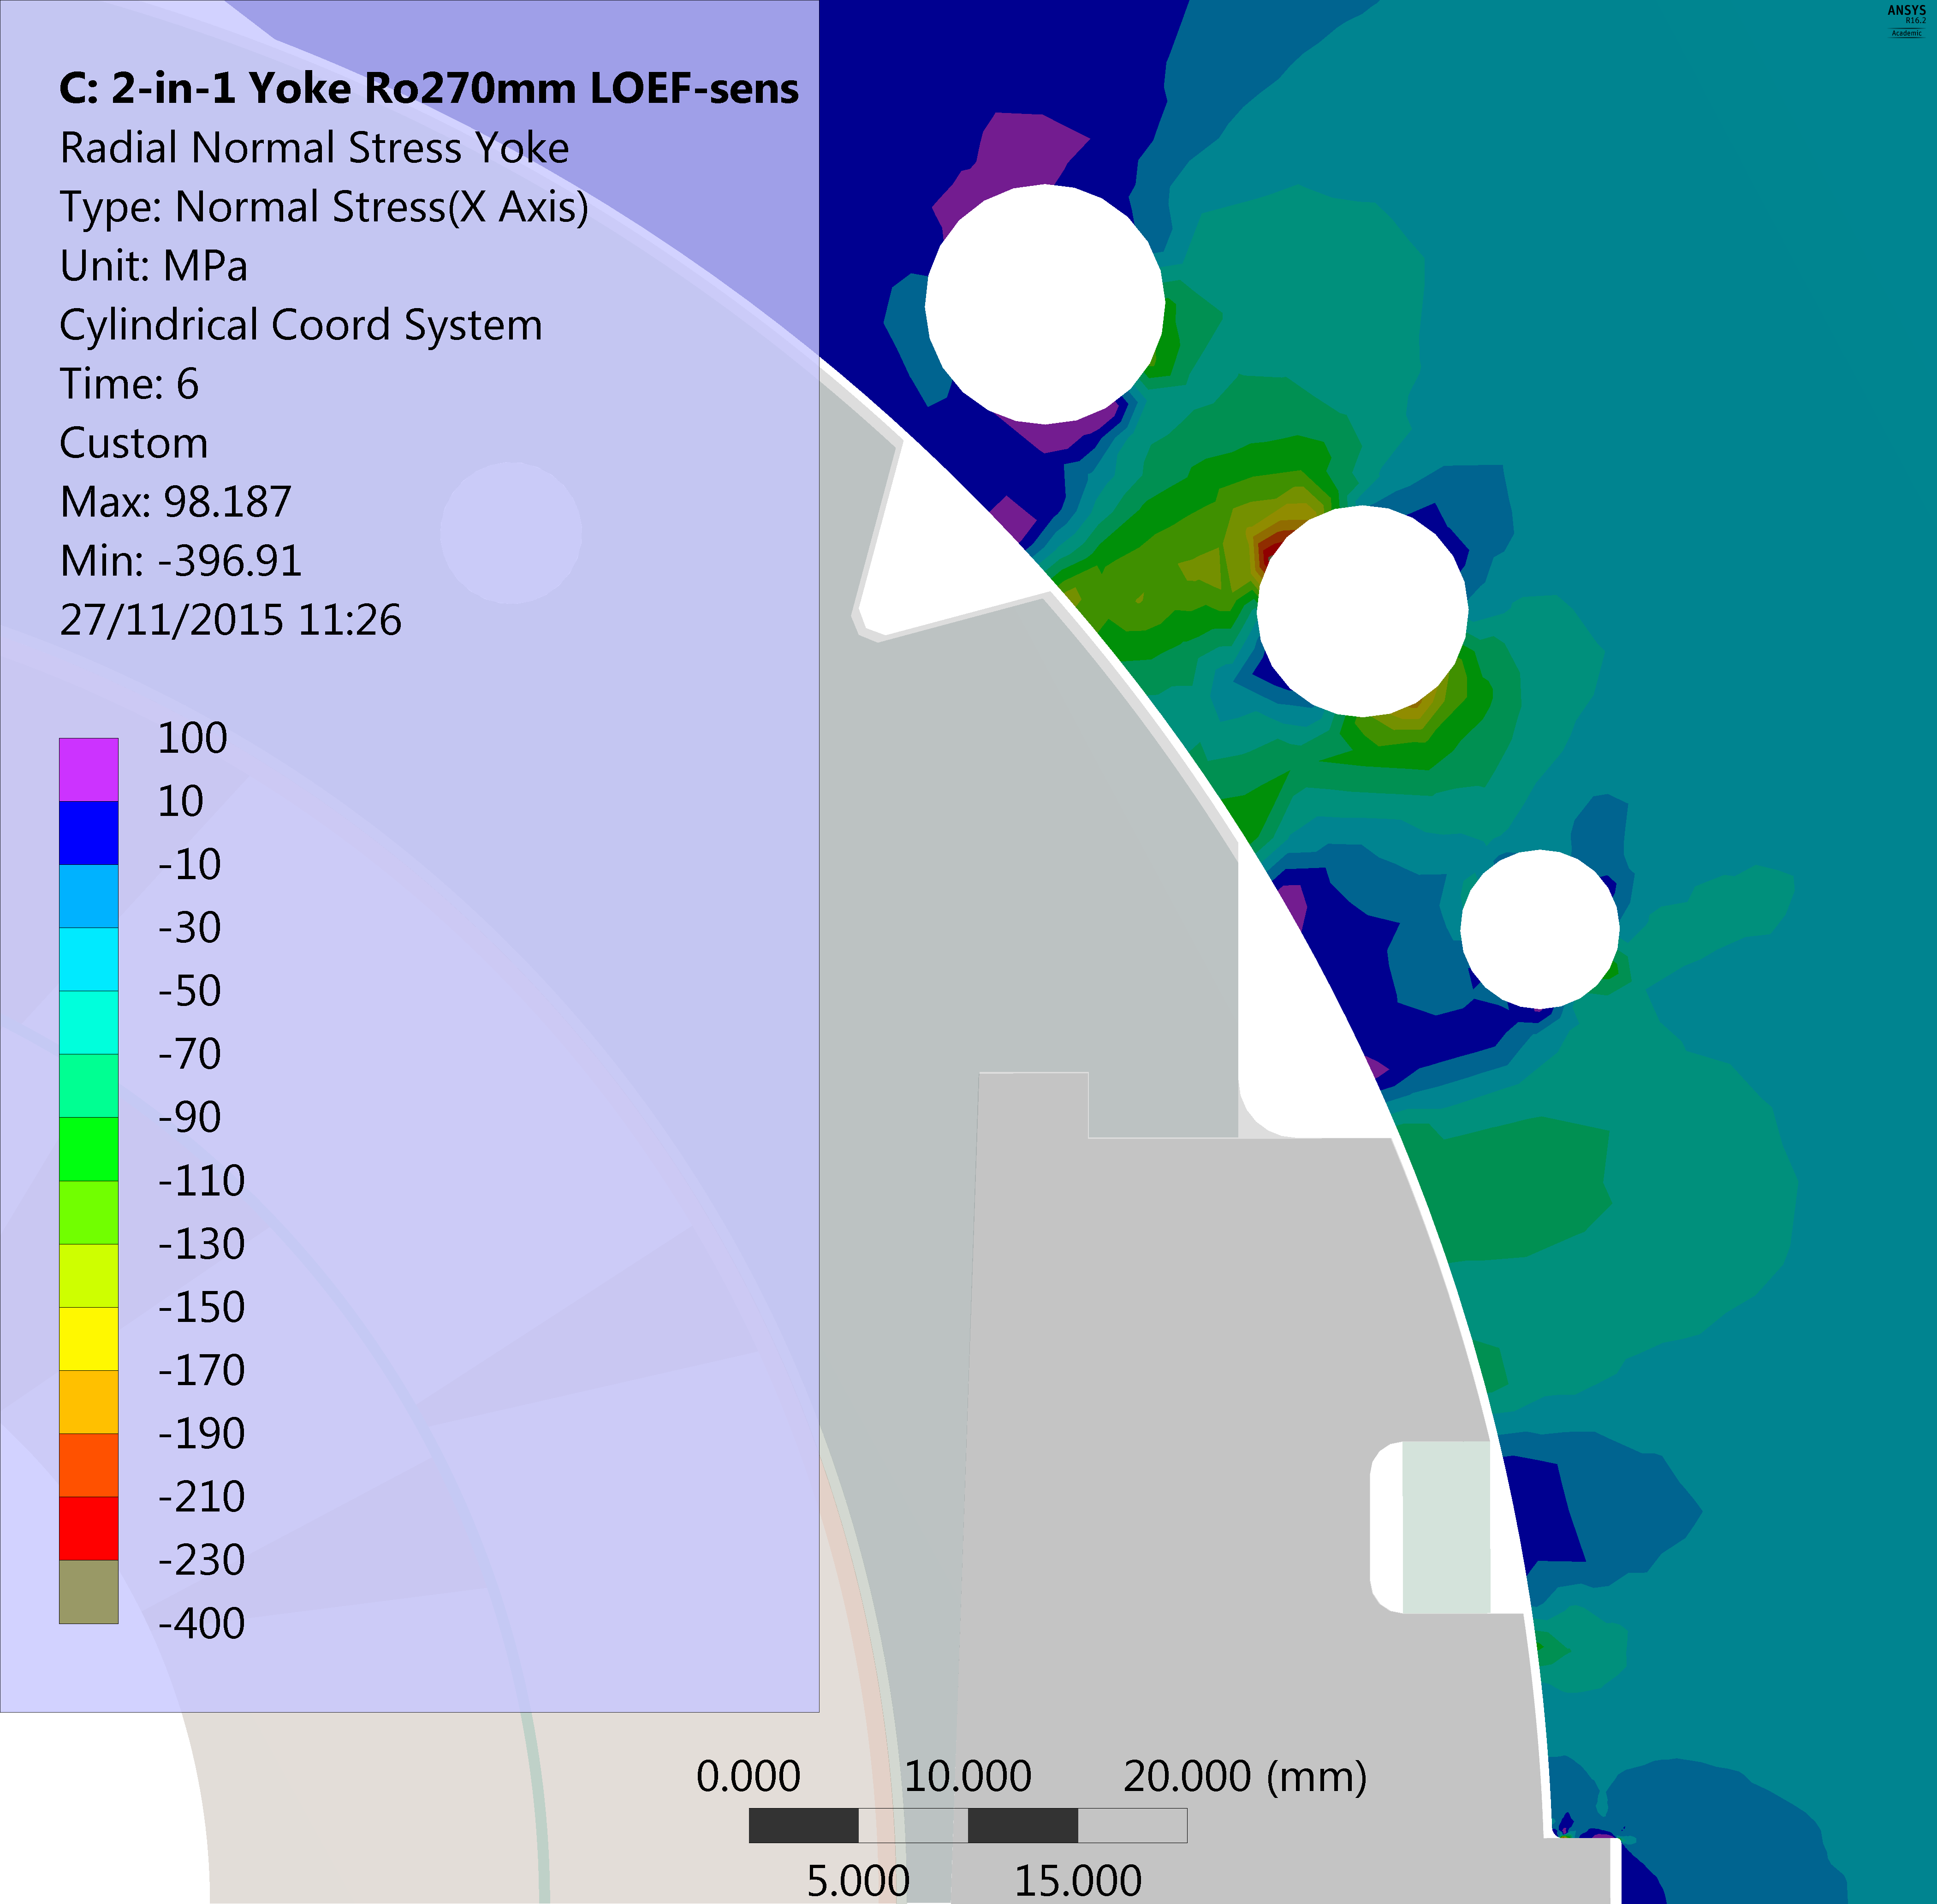 ANSYS
R16.2
Academic
C: 2-in-1 Yoke Ro270mm LOEF-sens
Radial Normal Stress Yoke
Type: Normal Stress(X Axis)
Unit: MPa
Cylindrical Coord System
Time: 6
Custom
Max: 98.187
Min: -396.91
27/11/2015 11:26
100
10
-10
-30
-50
-70
-90
-110
-130
-150
-170
-190
-210
-230
-400
0.000 10.000 20.000 (mm)
5.000 15.000